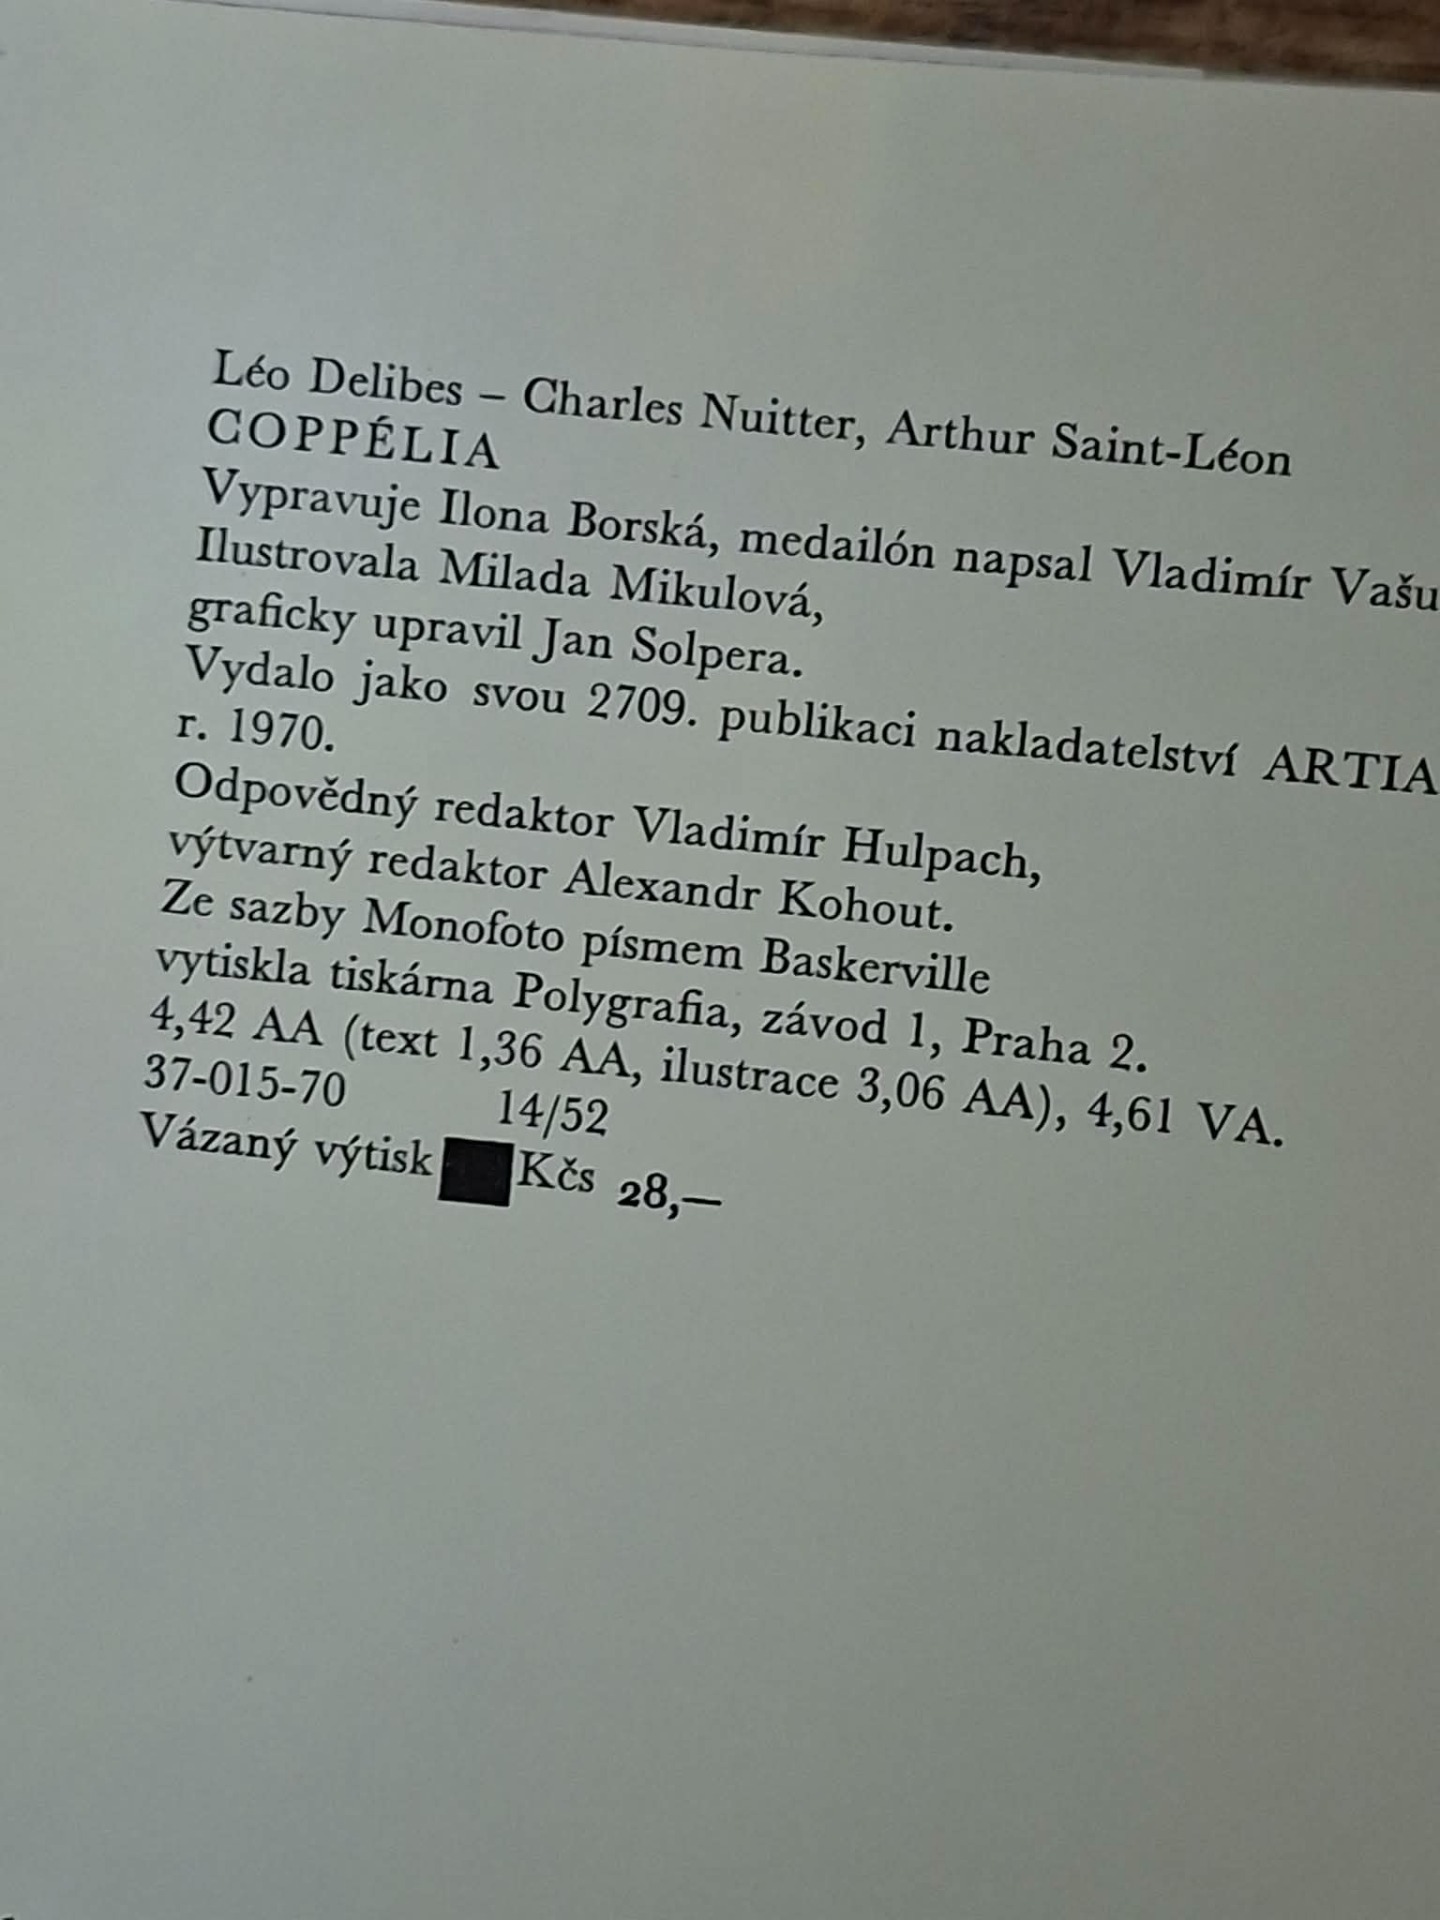 Léo Delibes – Charles Nuitter, Arthur Saint-Léon
COPPÉLIA
Vypravuje Ilona Borská, medailón napsal Vladimír Vašu
Ilustrovala Milada Mikulová,
graficky upravil Jan Solpera.
Vydalo jako svou 2709. publikaci nakladatelství ARTIA
r. 1970.
Odpovědný redaktor Vladimír Hulpach,
výtvarný redaktor Alexandr Kohout.
Ze sazby Monofoto písmem Baskerville
vytiskla tiskárna Polygrafia, závod 1, Praha 2.
4,42 AA (text 1,36 AA, ilustrace 3,06 AA), 4,61 VA.
37-015-70 14/52
Vázaný výtisk Kčs 28,—